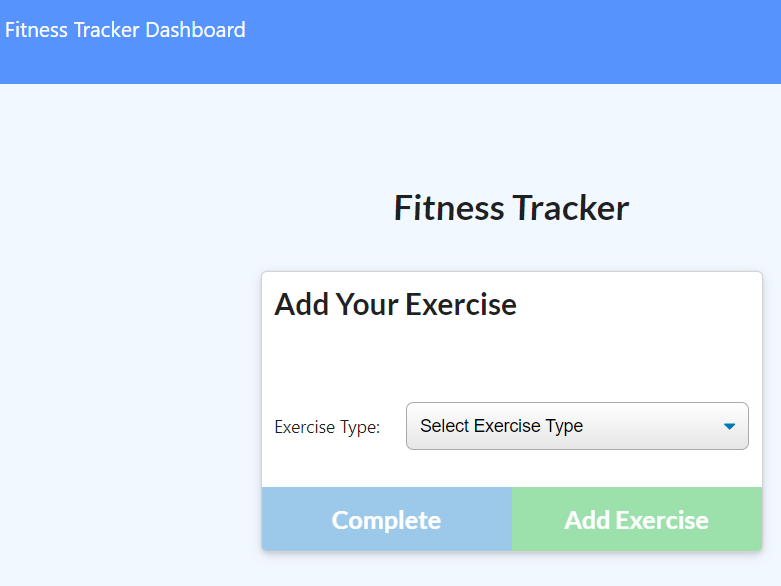 Fitness Tracker Dashboard
Fitness Tracker
Add Your Exercise
Exercise Type: Select Exercise Type
Complete Add Exercise